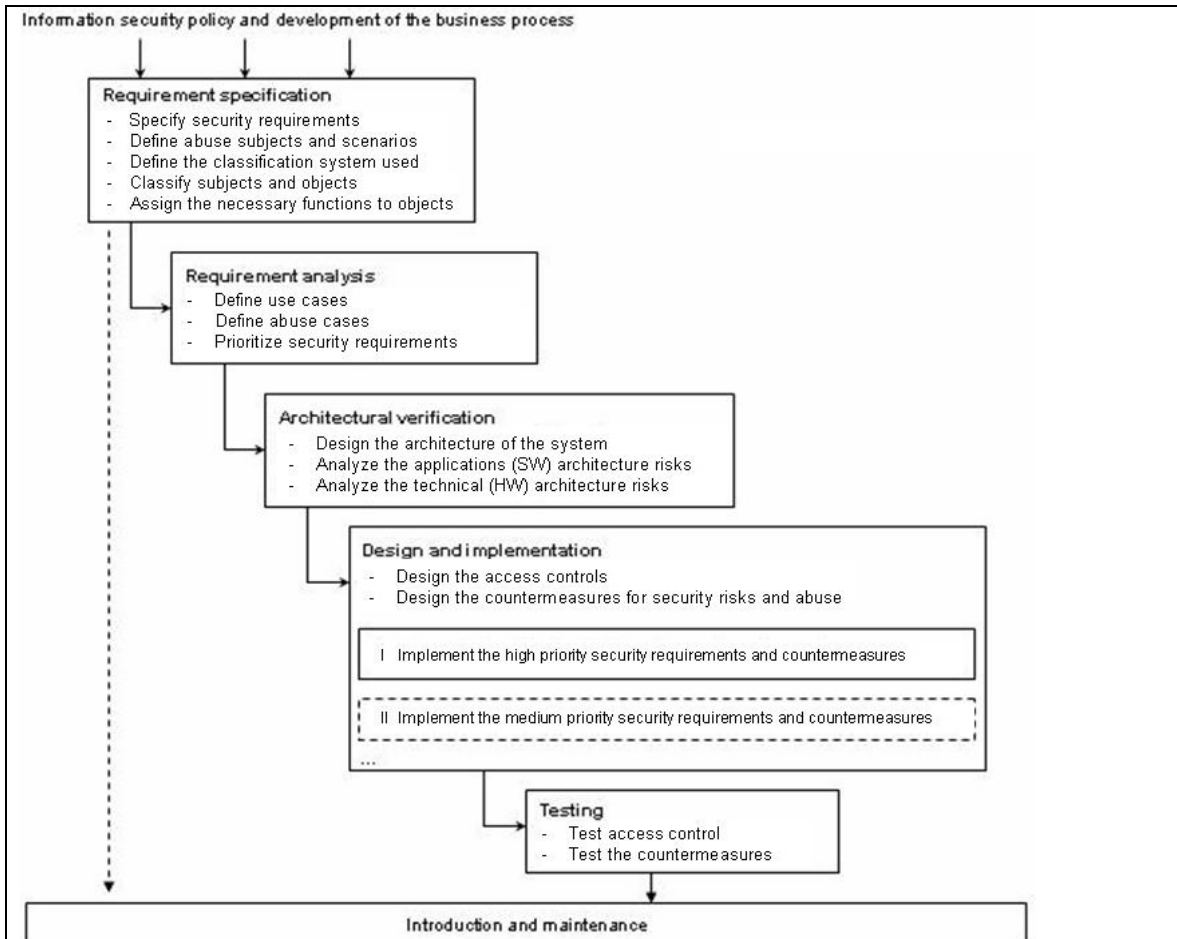 Information security policy and development of the business process
Requirement specification
- Specify security requirements
- Define abuse subjects and scenarios
- Define the classification system used
- Classify subjects and objects
- Assign the necessary functions to objects
Requirement analysis
- Define use cases
- Define abuse cases
- Prioritize security requirements
Architectural verification
- Design the architecture of the system
- Analyze the applications (SW) architecture risks
- Analyze the technical (HW) architecture risks
Design and implementation
- Design the access controls
- Design the countermeasures for security risks and abuse
I Implement the high priority security requirements and countermeasures
II Implement the medium priority security requirements and countermeasures
...
Testing
- Test access control
- Test the countermeasures
Introduction and maintenance